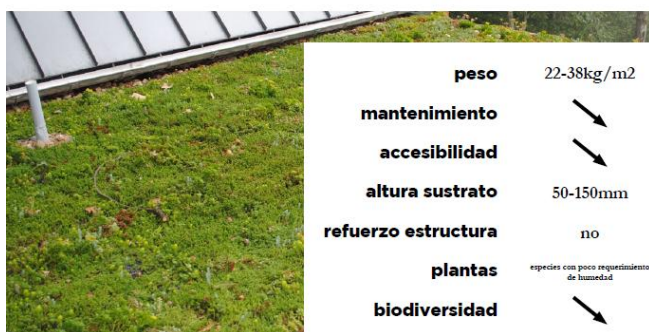 peso 22-38kg/m2
mantenimiento
accesibilidad
altura sustrato 50-150mm
refuerzo estructura no
plantas especies con poco requerimiento
de humedad
biodiversidad